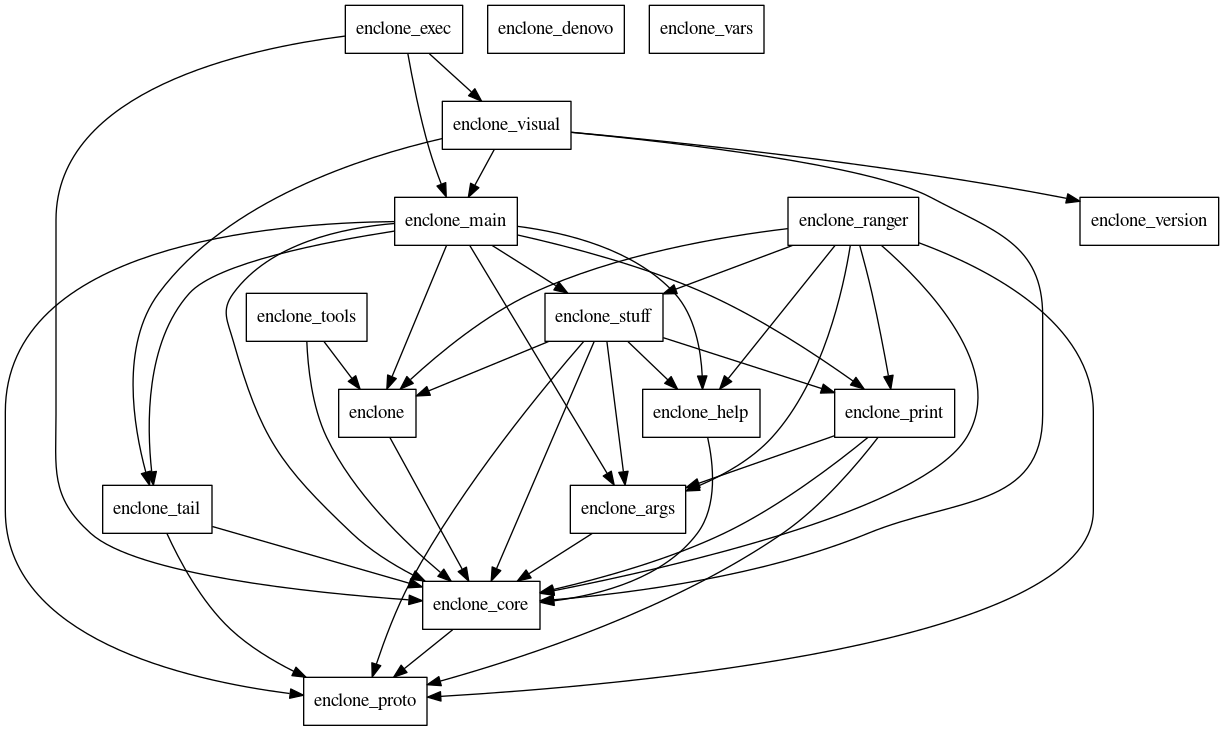 enclone_exec
enclone_denovo
enclone_vars
enclone_visual
enclone_main
enclone_ranger
enclone_version
enclone_tools
enclone_stuff
enclone
enclone_help
enclone_print
enclone_tail
enclone_args
enclone_core
enclone_proto